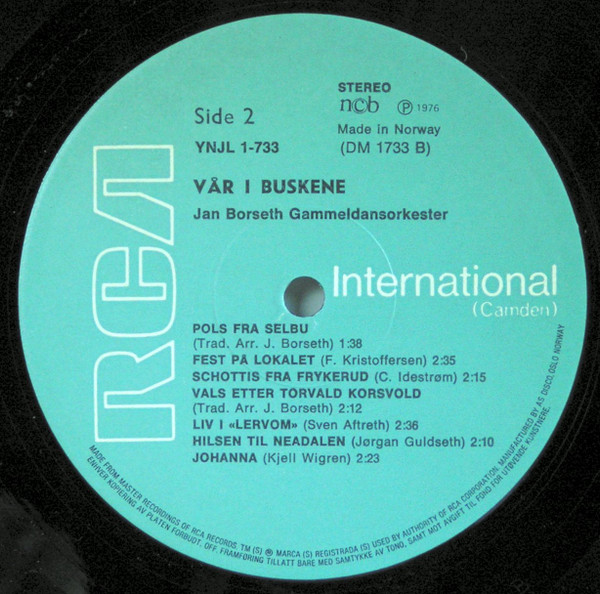 STEREO
ncb Ⓟ 1976
Side 2
Made in Norway
YNJL 1-733
(DM 1733 B)
VÅR I BUSKENE
Jan Borseth Gammeldansorkester
RCA
International
(Camden)
POLS FRA SELBU
(Trad. Arr. J. Borseth) 1:38
FEST PÅ LOKALET (F. Kristoffersen) 2:35
SCHOTTIS FRA FRYKERUD (C. Idestrøm) 2:15
VALS ETTER TORVALD KORSVOLD
(Trad. Arr. J. Borseth) 2:12
LIV I «LERVOM» (Sven Aftreth) 2:36
HILSEN TIL NEADALEN (Jørgan Guldseth) 2:10
JOHANNA (Kjell Wigren) 2:23
MADE FROM MASTER RECORDINGS OF RCA RECORDS. TM (S) ® MARCA (S) REGISTRADA (S) USED BY AUTHORITY OF RCA CORPORATION. MANUFACTURED BY AS DISCO, OSLO NORWAY
ENHVER KOPIERING AV PLATEN FORBUDT. OFF. FRAMFØRING TILLATT BARE MED SAMTYKKE AV TONO, SAMT MOT AVGIFT TIL FOND FOR UTØVENDE KUNSTNERE.